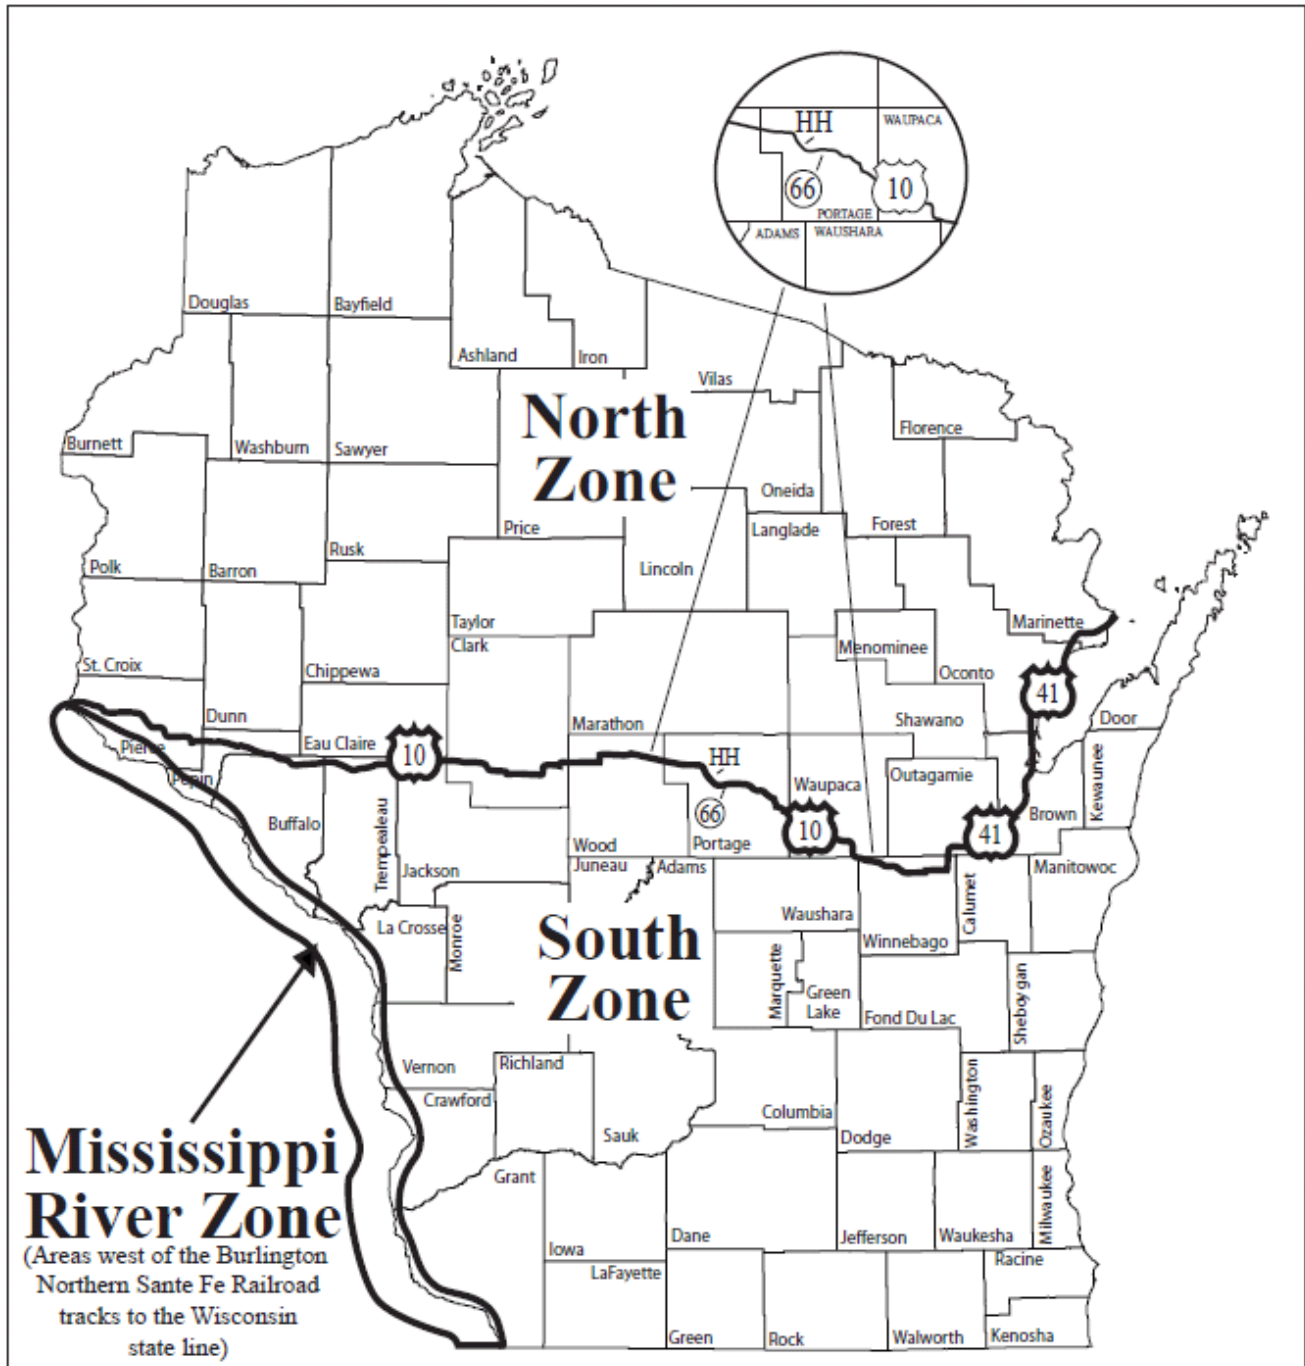 HH
WAUPACA
66
10
PORTAGE
ADAMS
WAUSHARA
Douglas
Bayfield
Ashland
Iron
Vilas
North
Zone
Florence
Burnett
Washburn
Sawyer
Oneida
Price
Langlade
Forest
Rusk
Polk
Barron
Lincoln
Taylor
Marinette
Clark
Menominee
St. Croix
Chippewa
Oconto
41
Dunn
Marathon
Shawano
Door
Pierce
Eau Claire
10
HH
Pepin
Waupaca
Outagamie
Kewaunee
66
Buffalo
10
41
Brown
Trempealeau
Wood
Portage
Jackson
Juneau
Adams
Manitowoc
Calumet
La Crosse
Waushara
Monroe
South
Zone
Winnebago
Marquette
Green
Lake
Fond Du Lac
Sheboygan
Vernon
Richland
Crawford
Columbia
Washington
Ozaukee
Sauk
Dodge
Mississippi
River Zone
(Areas west of the Burlington
Northern Sante Fe Railroad
tracks to the Wisconsin
state line)
Grant
Milwaukee
Iowa
Dane
Jefferson
Waukesha
LaFayette
Racine
Green
Rock
Walworth
Kenosha